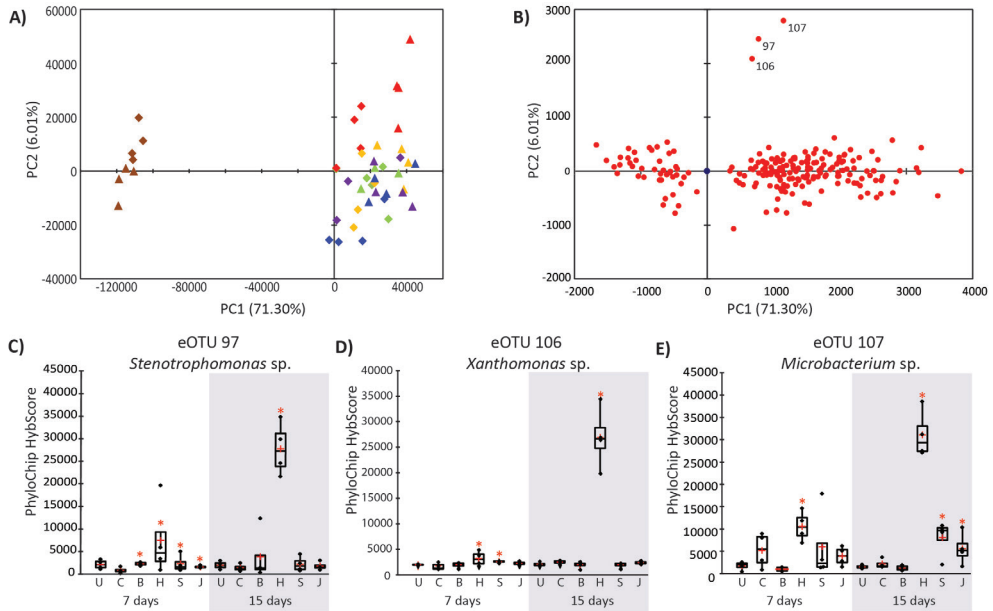 A)
60000
40000
20000
0
-20000
-40000
PC2 (6.01%)
-120000 -80000 -40000 0 40000
PC1 (71.30%)
B)
3000
2000
1000
0
-1000
-2000
PC2 (6.01%)
107
97
106
-2000 -1000 0 1000 2000 3000 4000
PC1 (71.30%)
C)
eOTU 97
Stenotrophomonas sp.
PhyloChip HybScore
45000
40000
35000
30000
25000
20000
15000
10000
5000
0
* * * * *
U C B H S J U C B H S J
7 days 15 days
D)
eOTU 106
Xanthomonas sp.
PhyloChip HybScore
40000
35000
30000
25000
20000
15000
10000
5000
0
* * *
U C B H S J U C B H S J
7 days 15 days
E)
eOTU 107
Microbacterium sp.
PhyloChip HybScore
45000
40000
35000
30000
25000
20000
15000
10000
5000
0
* * * *
U C B H S J U C B H S J
7 days 15 days